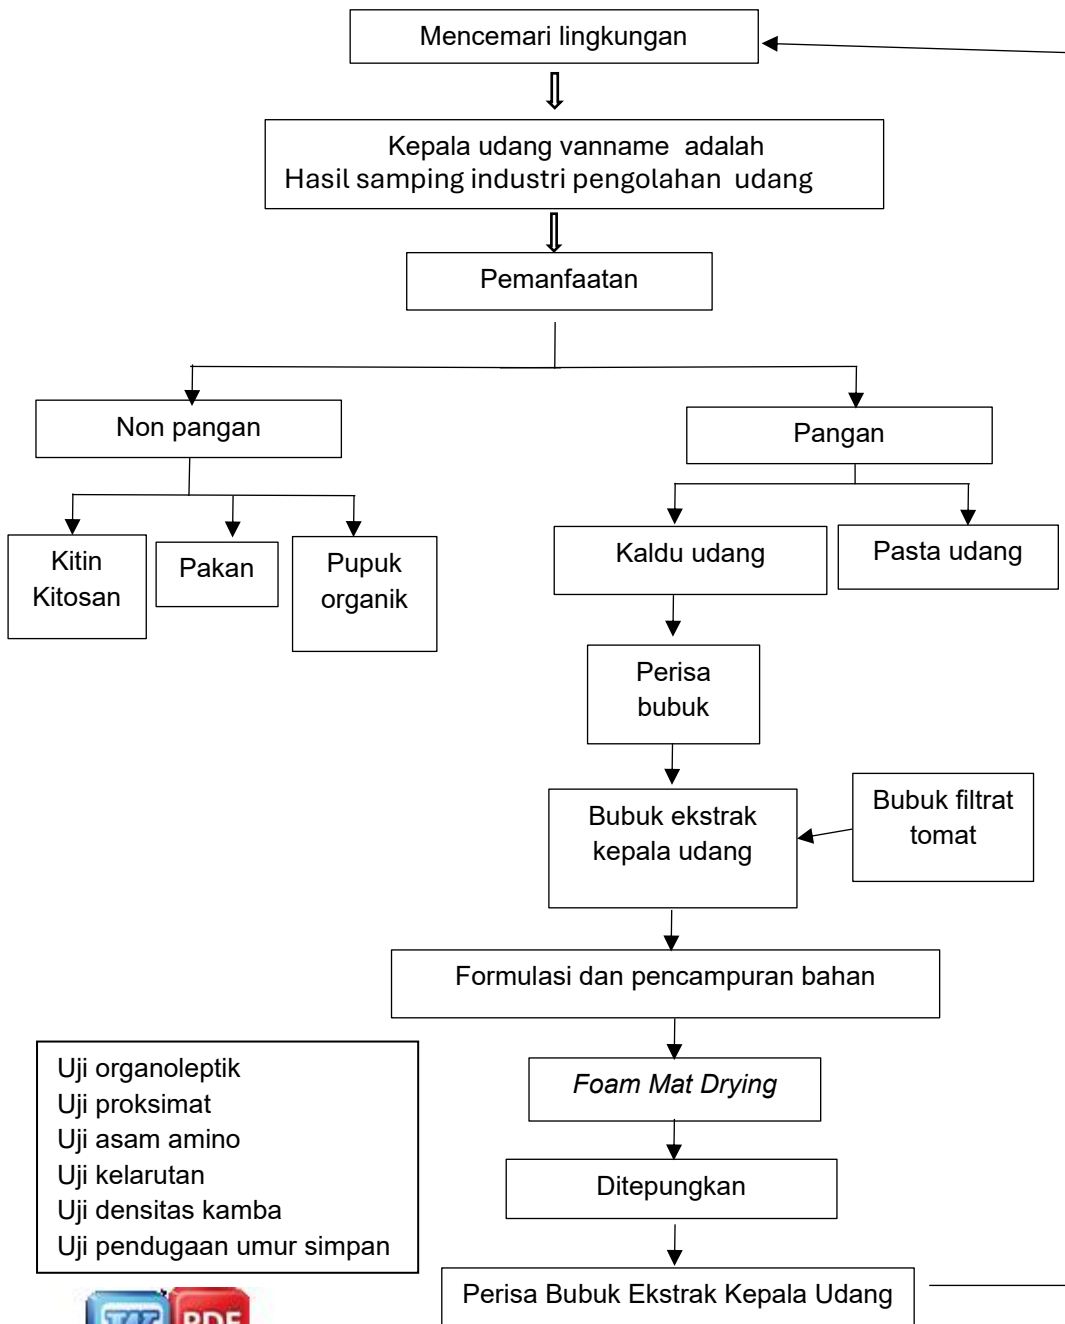 Mencemari lingkungan
Kepala udang vanname adalah
Hasil samping industri pengolahan udang
Pemanfaatan
Non pangan
Pangan
Kitin
Kitosan
Pakan
Pupuk
organik
Kaldu udang
Pasta udang
Perisa
bubuk
Bubuk ekstrak
kepala udang
Bubuk filtrat
tomat
Formulasi dan pencampuran bahan
Foam Mat Drying
Ditepungkan
Perisa Bubuk Ekstrak Kepala Udang
Uji organoleptik
Uji proksimat
Uji asam amino
Uji kelarutan
Uji densitas kamba
Uji pendugaan umur simpan
PDF